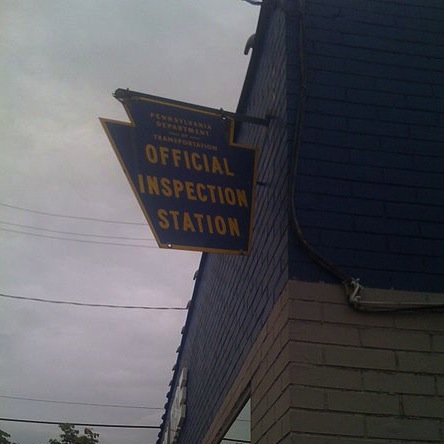 PENNSYLVANIA
DEPARTMENT
OF
TRANSPORTATION
OFFICIAL
INSPECTION
STATION